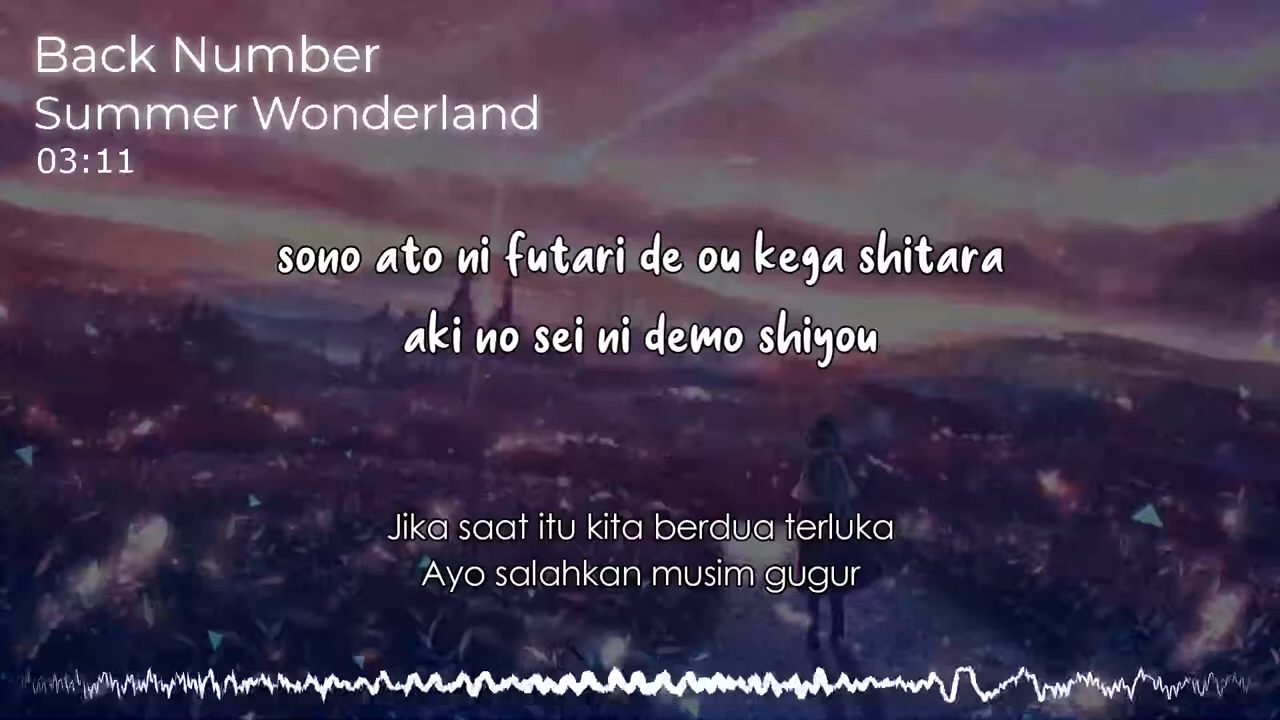 Back Number
Summer Wonderland
03:11
sono ato ni futari de ou kega shitara
aki no sei ni demo shiyou
Jika saat itu kita berdua terluka
Ayo salahkan musim gugur